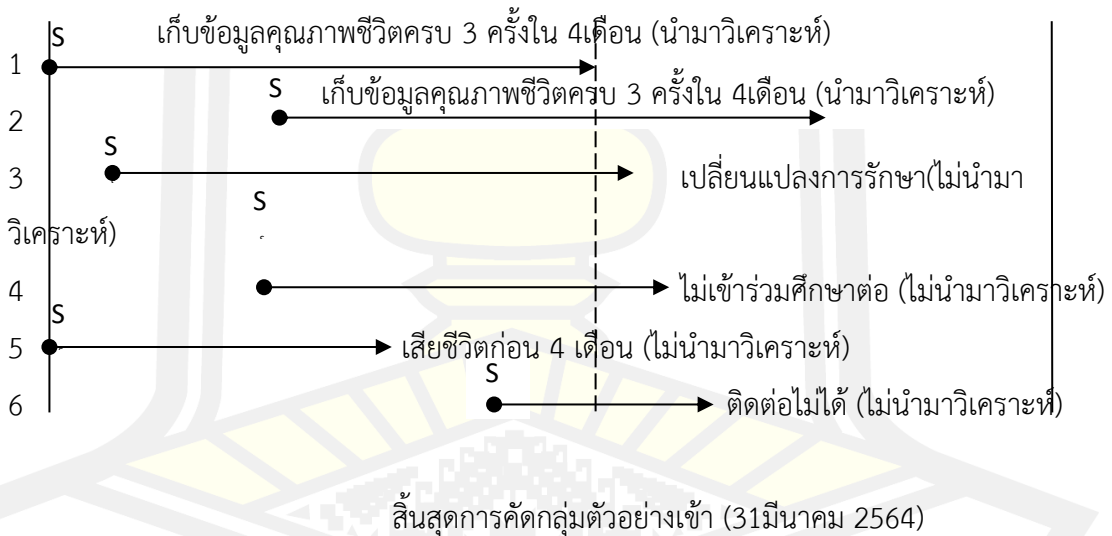 S
เก็บข้อมูลคุณภาพชีวิตครบ 3 ครั้งใน 4เดือน (นำมาวิเคราะห์)
1
S
เก็บข้อมูลคุณภาพชีวิตครบ 3 ครั้งใน 4เดือน (นำมาวิเคราะห์)
2
S
3 เปลี่ยนแปลงการรักษา(ไม่นำมา
S
วิเคราะห์)
4 ไม่เข้าร่วมศึกษาต่อ (ไม่นำมาวิเคราะห์)
S
5 เสียชีวิตก่อน 4 เดือน (ไม่นำมาวิเคราะห์)
S
6 ติดต่อไม่ได้ (ไม่นำมาวิเคราะห์)
สิ้นสุดการคัดกลุ่มตัวอย่างเข้า (31มีนาคม 2564)